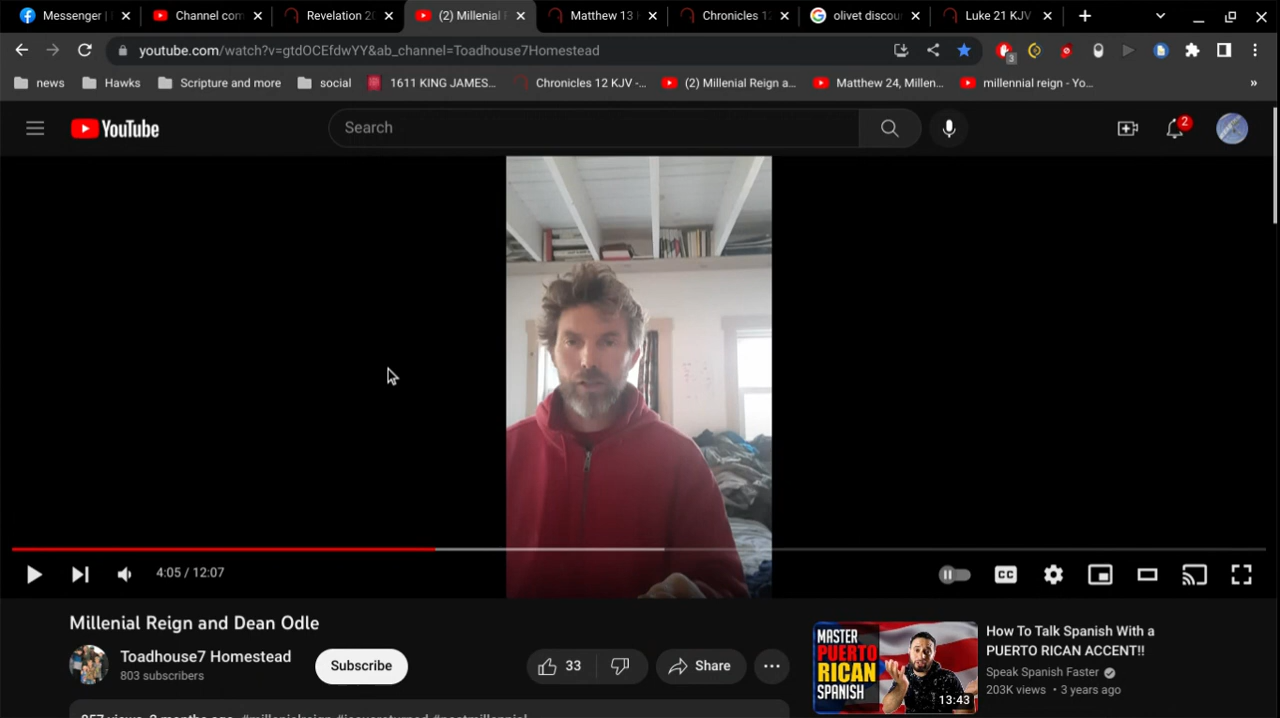 Messenger |
Channel com
Revelation 20
(2) Millenial R
Matthew 13
Chronicles 12
olivet discou
Luke 21 KJV
youtube.com/watch?v=gtdOCEfdwYY&ab_channel=Toadhouse7Homestead
3
news
Hawks
Scripture and more
social
1611 KING JAMES...
Chronicles 12 KJV -...
(2) Millenial Reign a...
Matthew 24, Millen...
millennial reign - Yo...
»
YouTube
Search
2
4:05 / 12:07
CC
Millenial Reign and Dean Odle
Toadhouse7 Homestead
803 subscribers
Subscribe
33
Share
MASTER
PUERTO
RICAN
SPANISH
13:43
How To Talk Spanish With a
PUERTO RICAN ACCENT!!
Speak Spanish Faster
203K views • 3 years ago